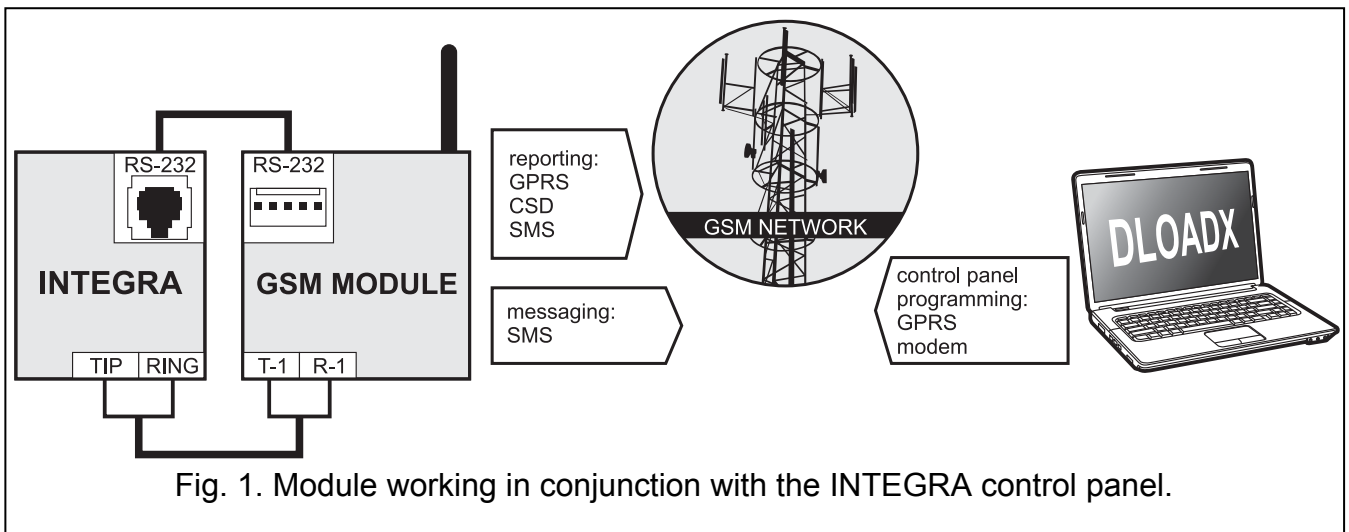 RS-232
RS-232
INTEGRA
GSM MODULE
TIP
RING
T-1
R-1
reporting:
GPRS
CSD
SMS
messaging:
SMS
GSM NETWORK
control panel
programming:
GPRS
modem
DLOADX
Fig. 1. Module working in conjunction with the INTEGRA control panel.